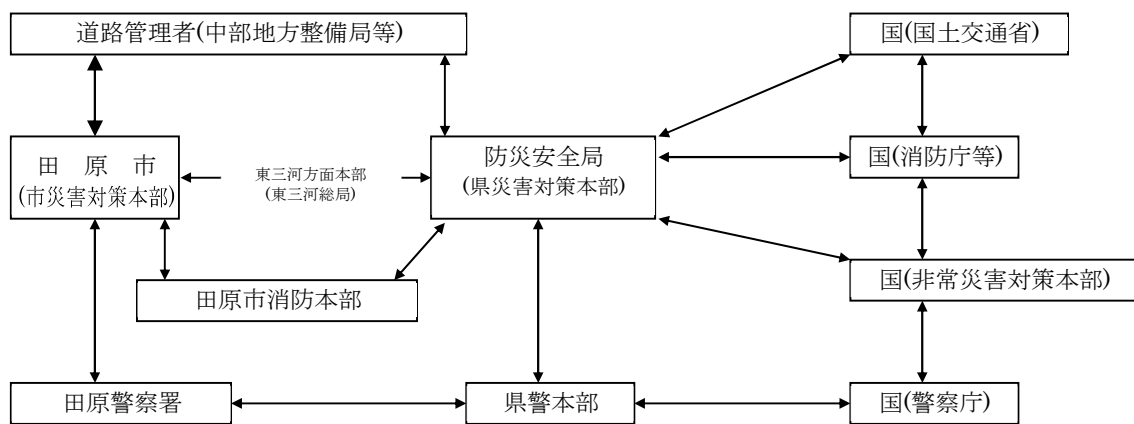 道路管理者(中部地方整備局等)
国(国土交通省)
田　原　市
(市災害対策本部)
東三河方面本部
(東三河総局)
防災安全局
(県災害対策本部)
国(消防庁等)
田原市消防本部
国(非常災害対策本部)
田原警察署
県警本部
国(警察庁)